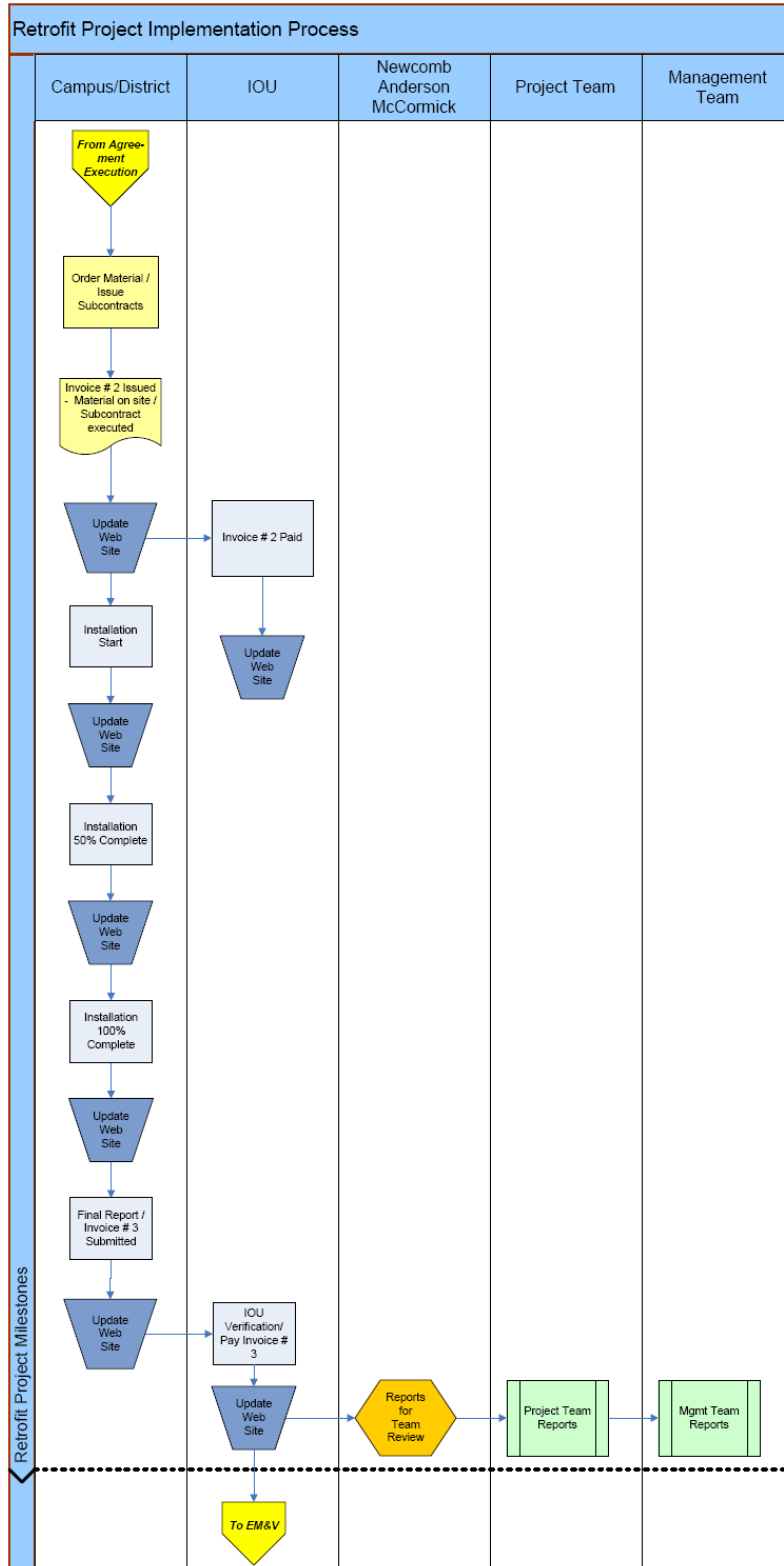 Retrofit Project Implementation Process
Campus/District
IOU
Newcomb
Anderson
McCormick
Project Team
Management
Team
From Agree-
ment
Execution
Order Material /
Issue
Subcontracts
Invoice # 2 Issued
- Material on site /
Subcontract
executed
Update
Web
Site
Invoice # 2 Paid
Installation
Start
Update
Web
Site
Update
Web
Site
Installation
50% Complete
Update
Web
Site
Installation
100%
Complete
Update
Web
Site
Final Report /
Invoice # 3
Submitted
Update
Web
Site
IOU
Verification/
Pay Invoice #
3
Update
Web
Site
Reports
for
Team
Review
Project Team
Reports
Mgmt Team
Reports
Retrofit Project Milestones
To EM&V